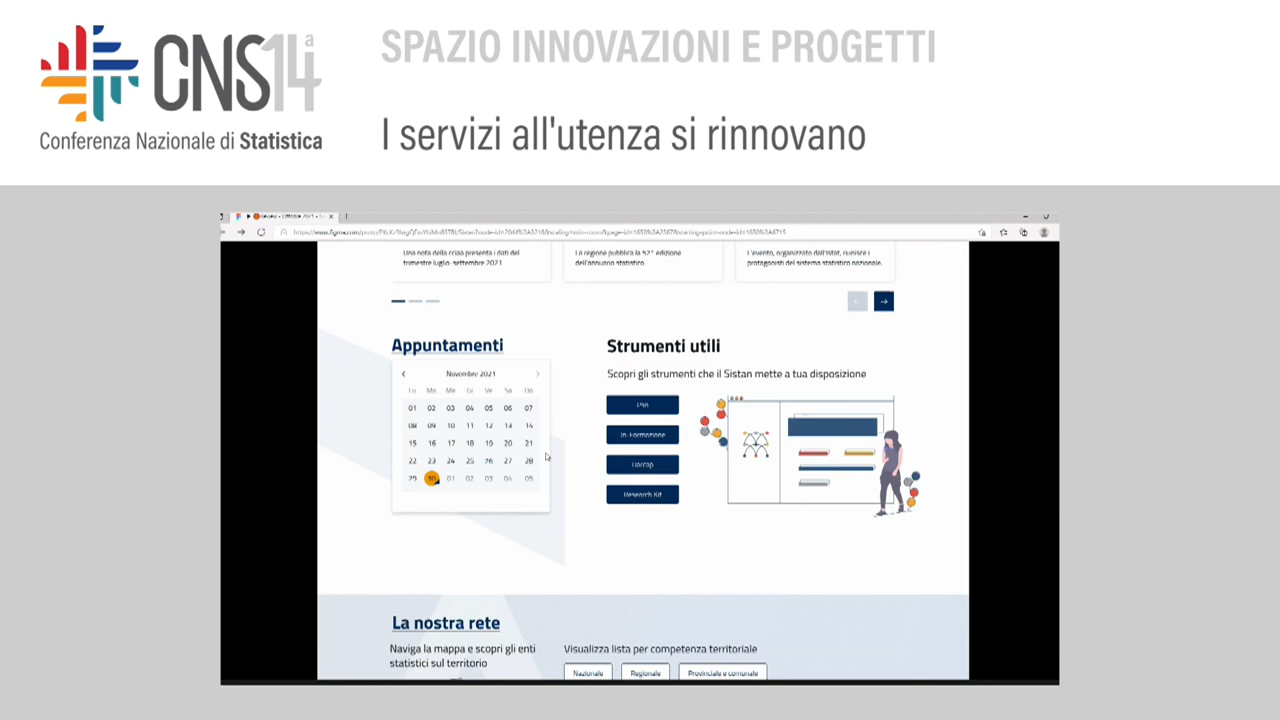 CNS14ª
Conferenza Nazionale di Statistica
SPAZIO INNOVAZIONI E PROGETTI
I servizi all'utenza si rinnovano
Una nota della cciaa presenta i dati del
trimestre luglio-settembre 2021
La regione pubblica la 57° edizione
dell'annuario statistico
L'evento, organizzato dall'Istat, riunisce i
protagonisti del sistema statistico nazionale.
Appuntamenti
Novembre 2021
Lu Ma Me Gi Ve Sa Do
01 02 03 04 05 06 07
08 09 10 11 12 13 14
15 16 17 18 19 20 21
22 23 24 25 26 27 28
29 30 01 02 03 04 05
Strumenti utili
Scopri gli strumenti che il Sistan mette a tua disposizione
PSN
In-Formazione
Darcap
Research Kit
La nostra rete
Naviga la mappa e scopri gli enti
statistici sul territorio
Visualizza lista per competenza territoriale
Nazionale
Regionale
Provinciale e comunale